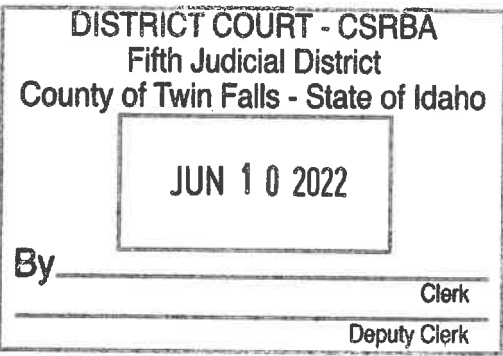 DISTRICT COURT - CSRBA
Fifth Judicial District
County of Twin Falls - State of Idaho
JUN 10 2022
By
Clerk
Deputy Clerk